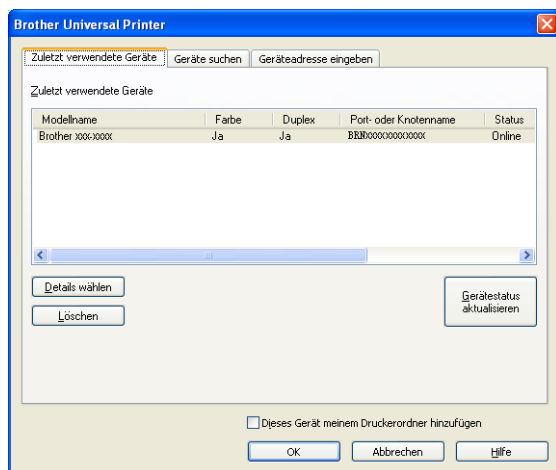 Brother Universal Printer
Zuletzt verwendete Geräte Geräte suchen Geräteadresse eingeben
Zuletzt verwendete Geräte
Modellname Farbe Duplex Port- oder Knotenname Status
Brother xxx-xxxx Ja Ja BRNxxxxxxxxxxxx Online
Details wählen
Löschen
Gerätestatus
aktualisieren
Dieses Gerät meinem Druckerordner hinzufügen
OK Abbrechen Hilfe